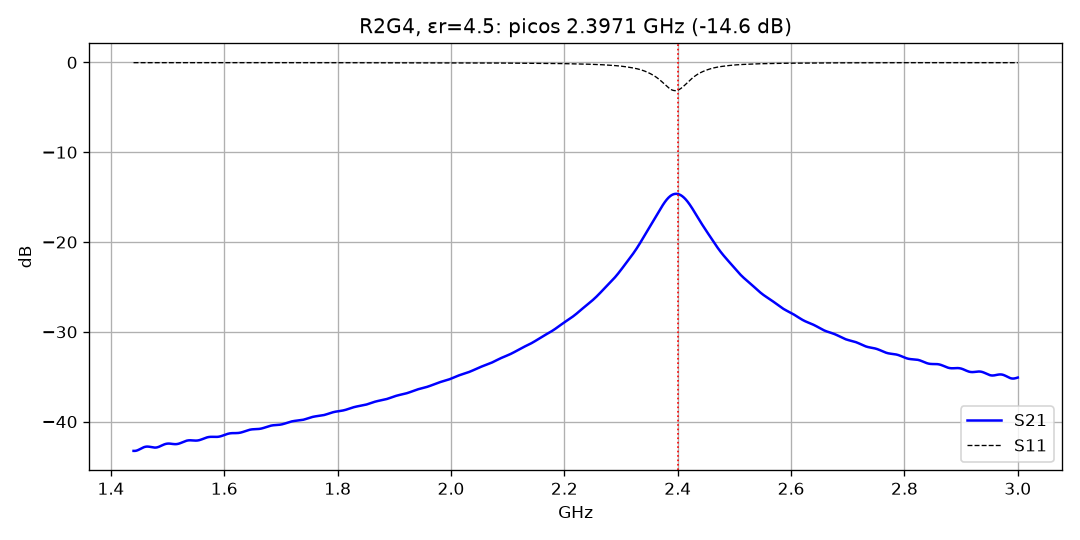 R2G4, εr=4.5: picos 2.3971 GHz (-14.6 dB)
0
−10
−20
−30
−40
dB
1.4 1.6 1.8 2.0 2.2 2.4 2.6 2.8 3.0
GHz
S21
S11